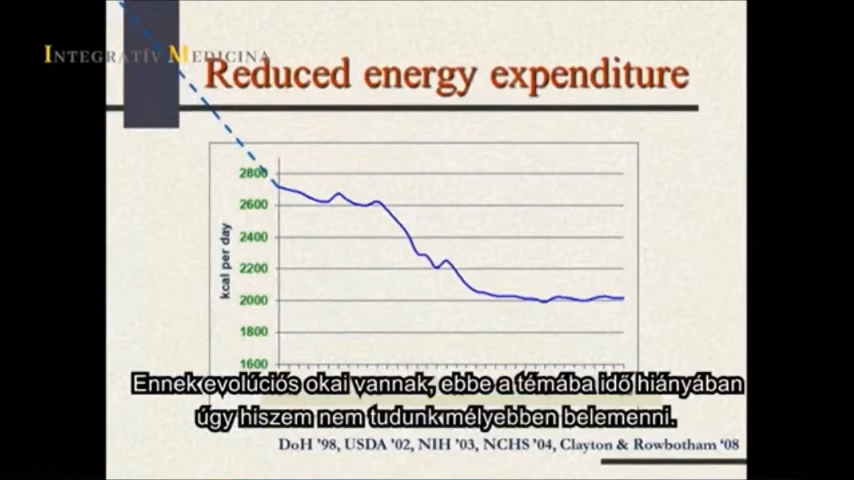 INTEGRATÍV MEDICINA
Reduced energy expenditure
2800
2600
2400
2200
2000
1800
1600
kcal per day
Ennek evolúciós okai vannak, ebbe a témába idő hiányában
úgy hiszem nem tudunk mélyebben belemenni.
DoH '98, USDA '02, NIH '03, NCHS '04, Clayton & Rowbotham '08